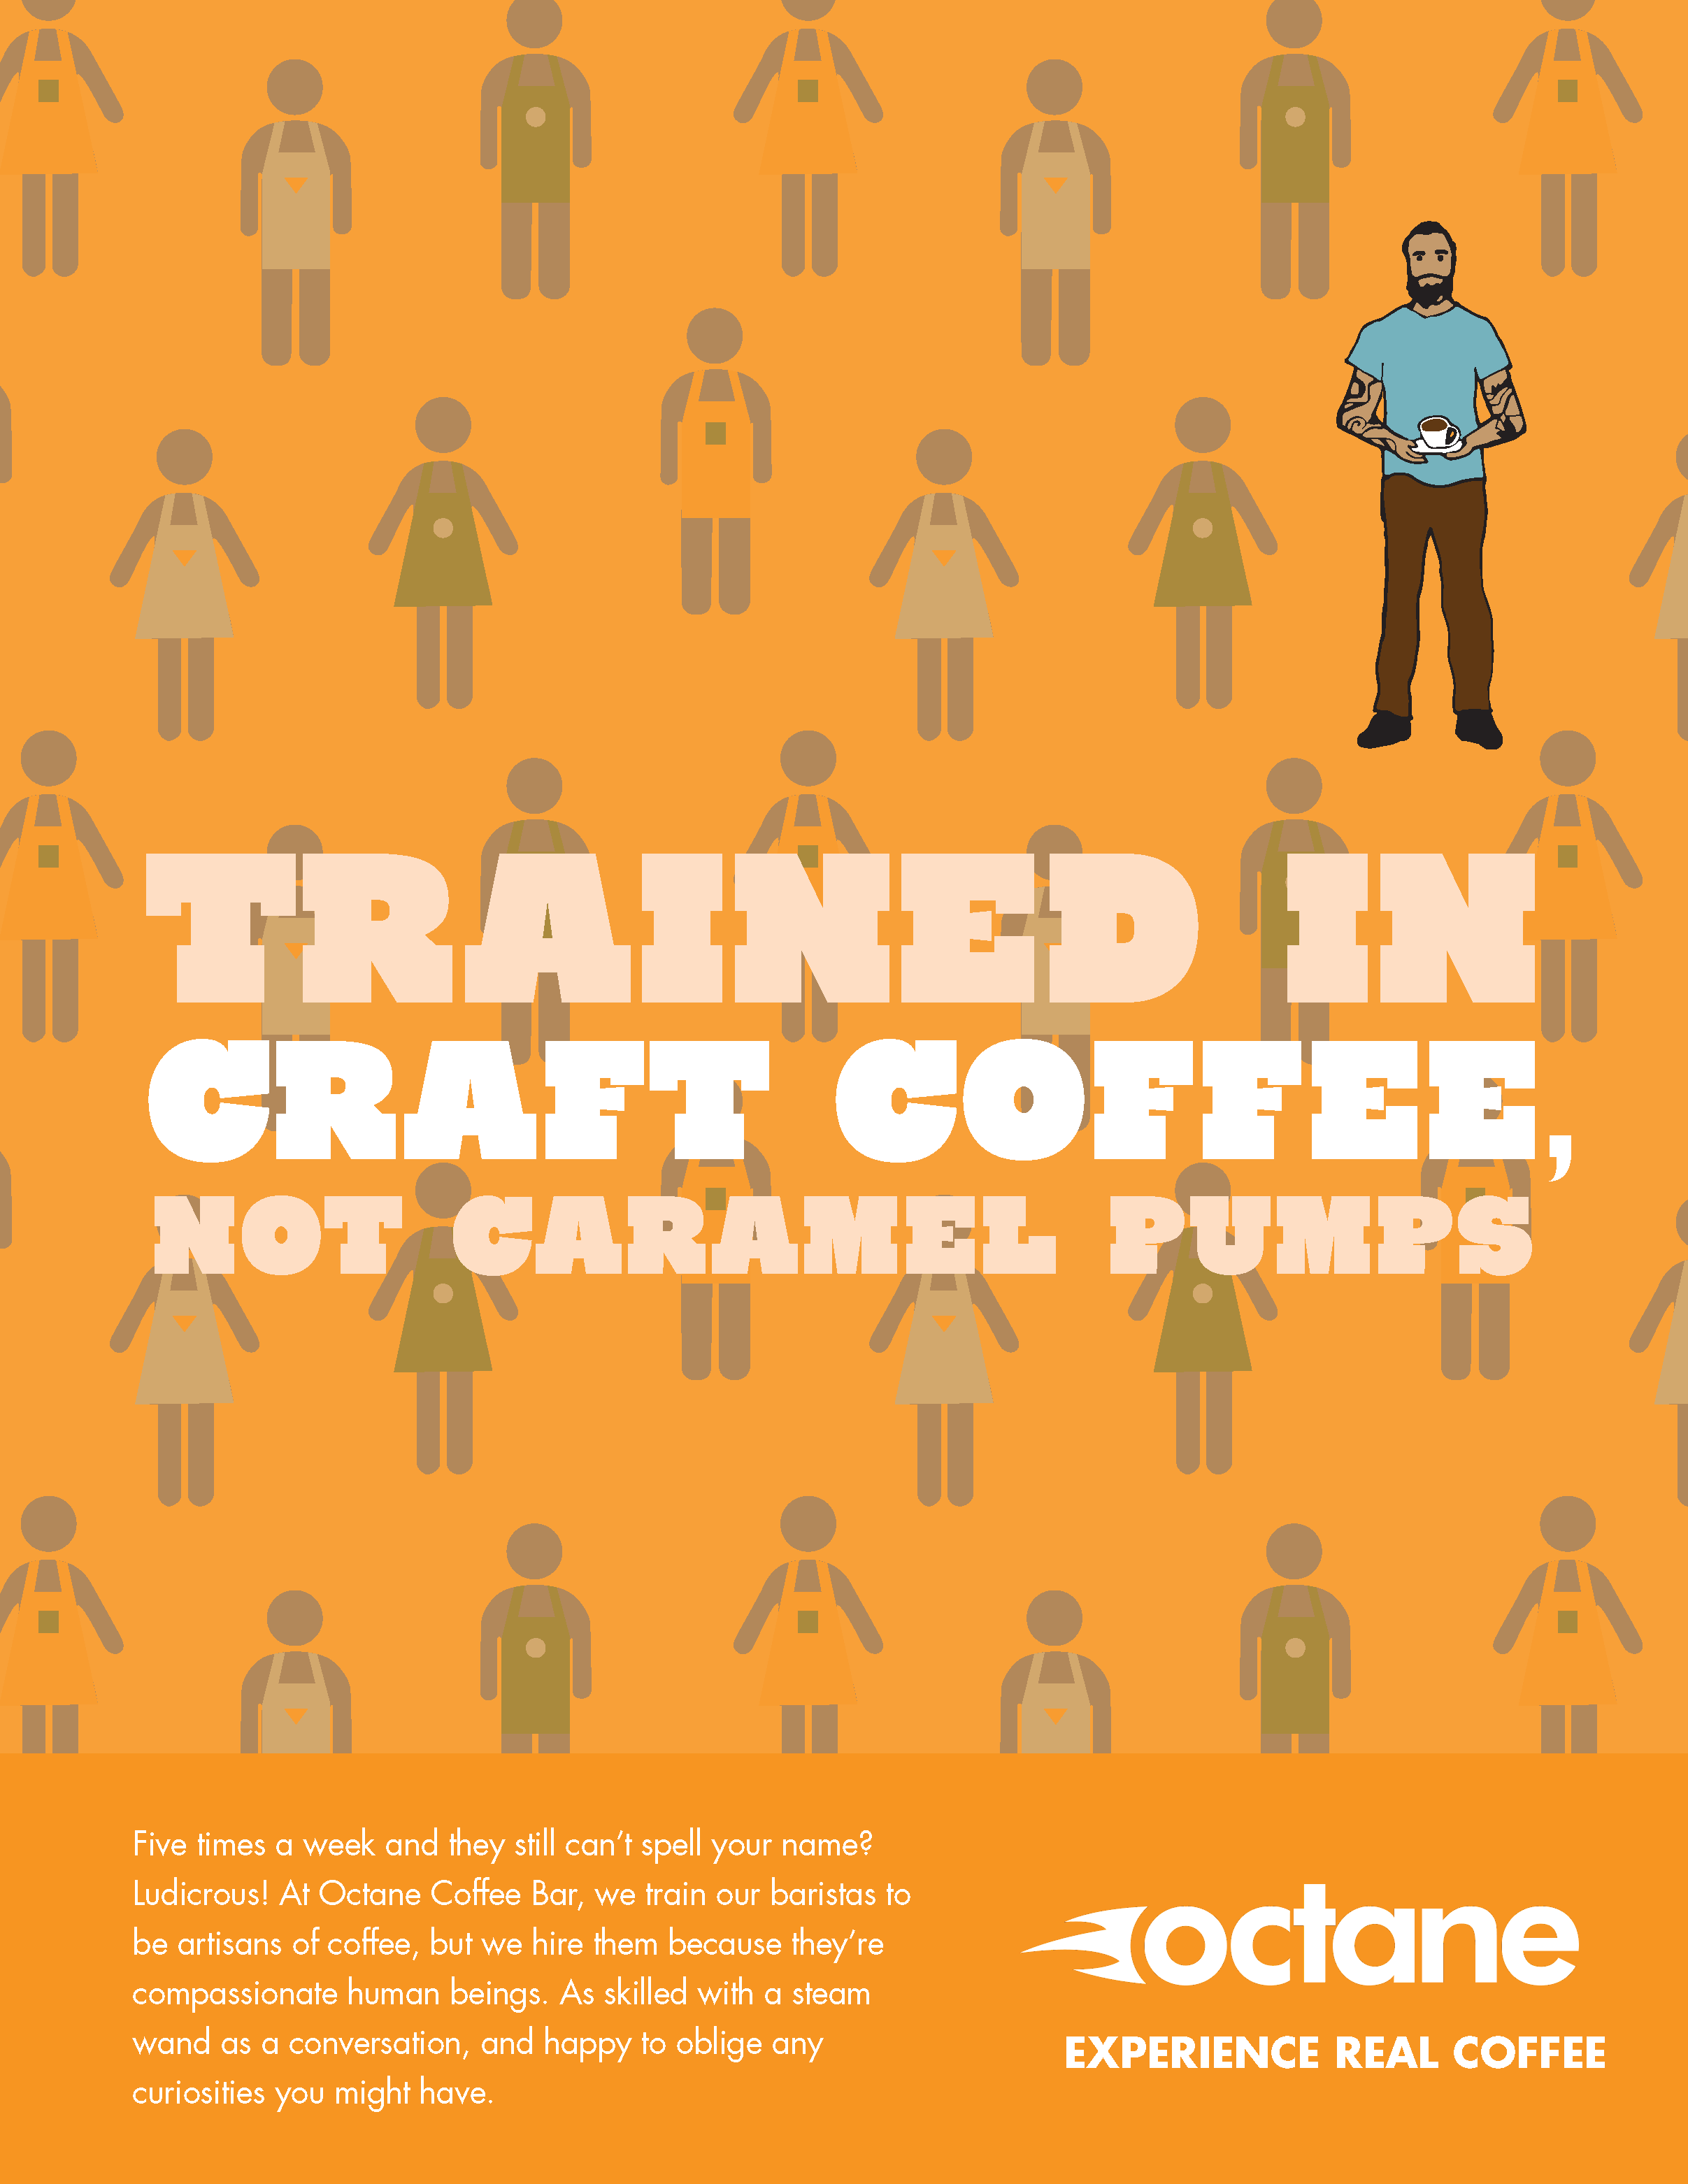 TRAINED IN
CRAFT COFFEE,
NOT CARAMEL PUMPS
Five times a week and they still can’t spell your name?
Ludicrous! At Octane Coffee Bar, we train our baristas to
be artisans of coffee, but we hire them because they’re
compassionate human beings. As skilled with a steam
wand as a conversation, and happy to oblige any
curiosities you might have.
octane
EXPERIENCE REAL COFFEE